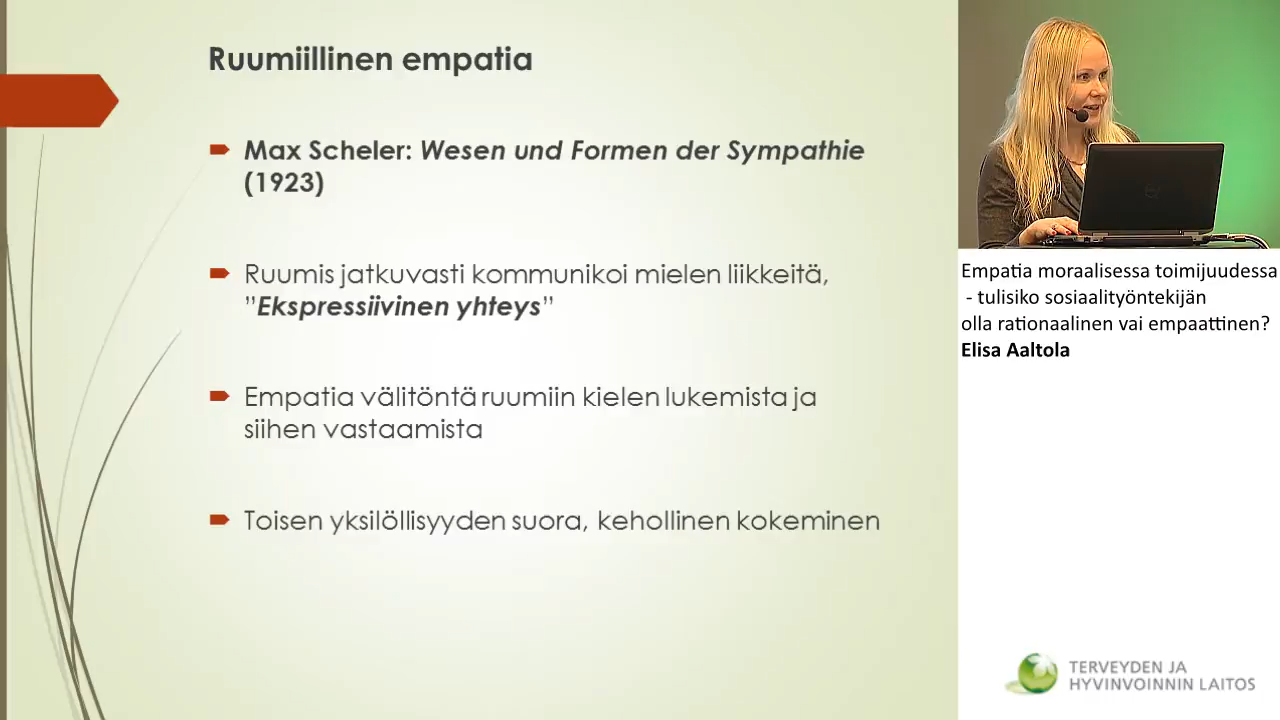 Ruumiillinen empatia
Max Scheler: Wesen und Formen der Sympathie
(1923)
Ruumis jatkuvasti kommunikoi mielen liikkeitä,
”Ekspressiivinen yhteys”
Empatia välitöntä ruumiin kielen lukemista ja
siihen vastaamista
Toisen yksilöllisyyden suora, kehollinen kokeminen
Empatia moraalisessa toimijuudessa
- tulisiko sosiaalityöntekijän
olla rationaalinen vai empaattinen?
Elisa Aaltola
TERVEYDEN JA
HYVINVOINNIN LAITOS